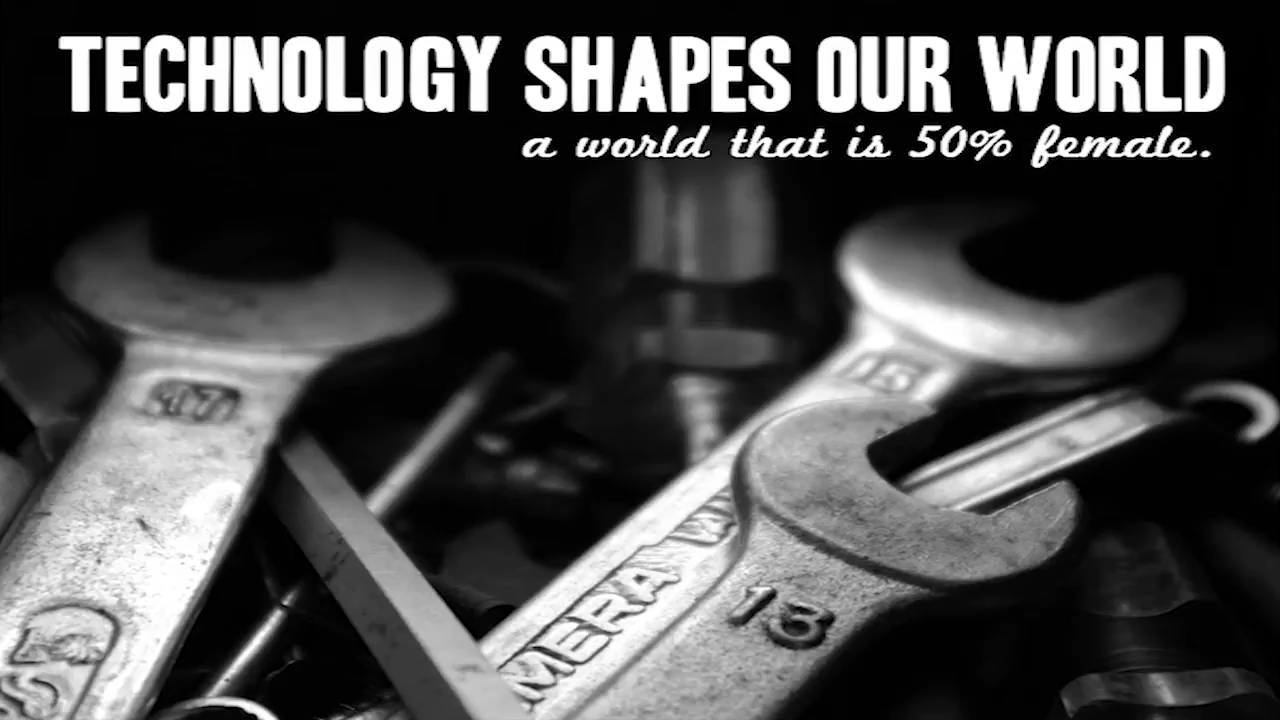 TECHNOLOGY SHAPES OUR WORLD
a world that is 50% female.
17
15
MERA
13